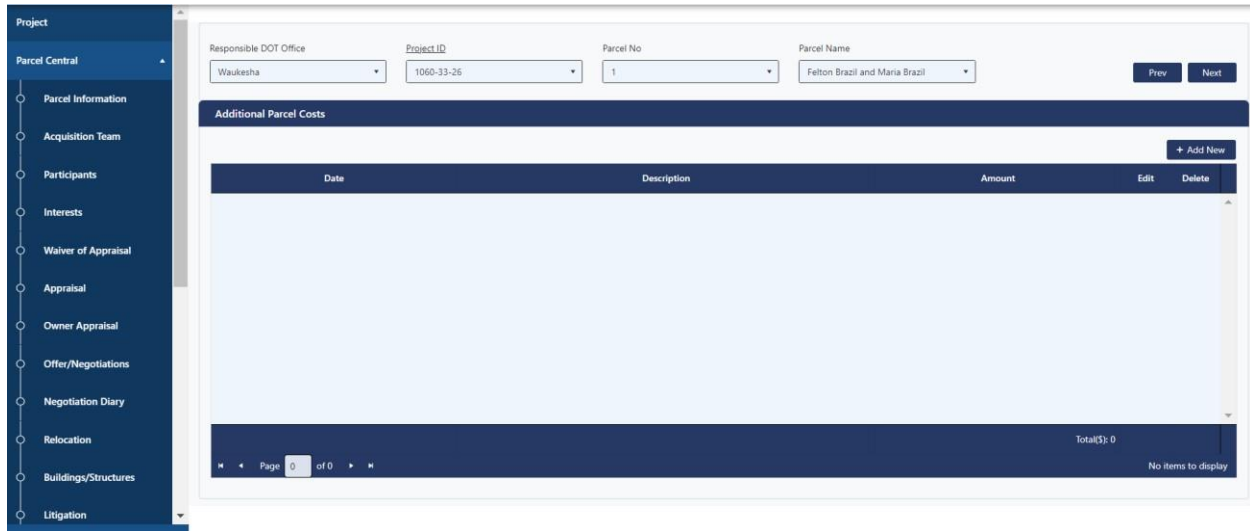 Project
Parcel Central
Parcel Information
Acquisition Team
Participants
Interests
Waiver of Appraisal
Appraisal
Owner Appraisal
Offer/Negotiations
Negotiation Diary
Relocation
Buildings/Structures
Litigation
Responsible DOT Office Project ID Parcel No Parcel Name
Waukesha 1060-33-26 1 Felton Brazil and Maria Brazil
Prev Next
Additional Parcel Costs
+ Add New
Date Description Amount Edit Delete
Total($): 0
Page 0 of 0 No items to display